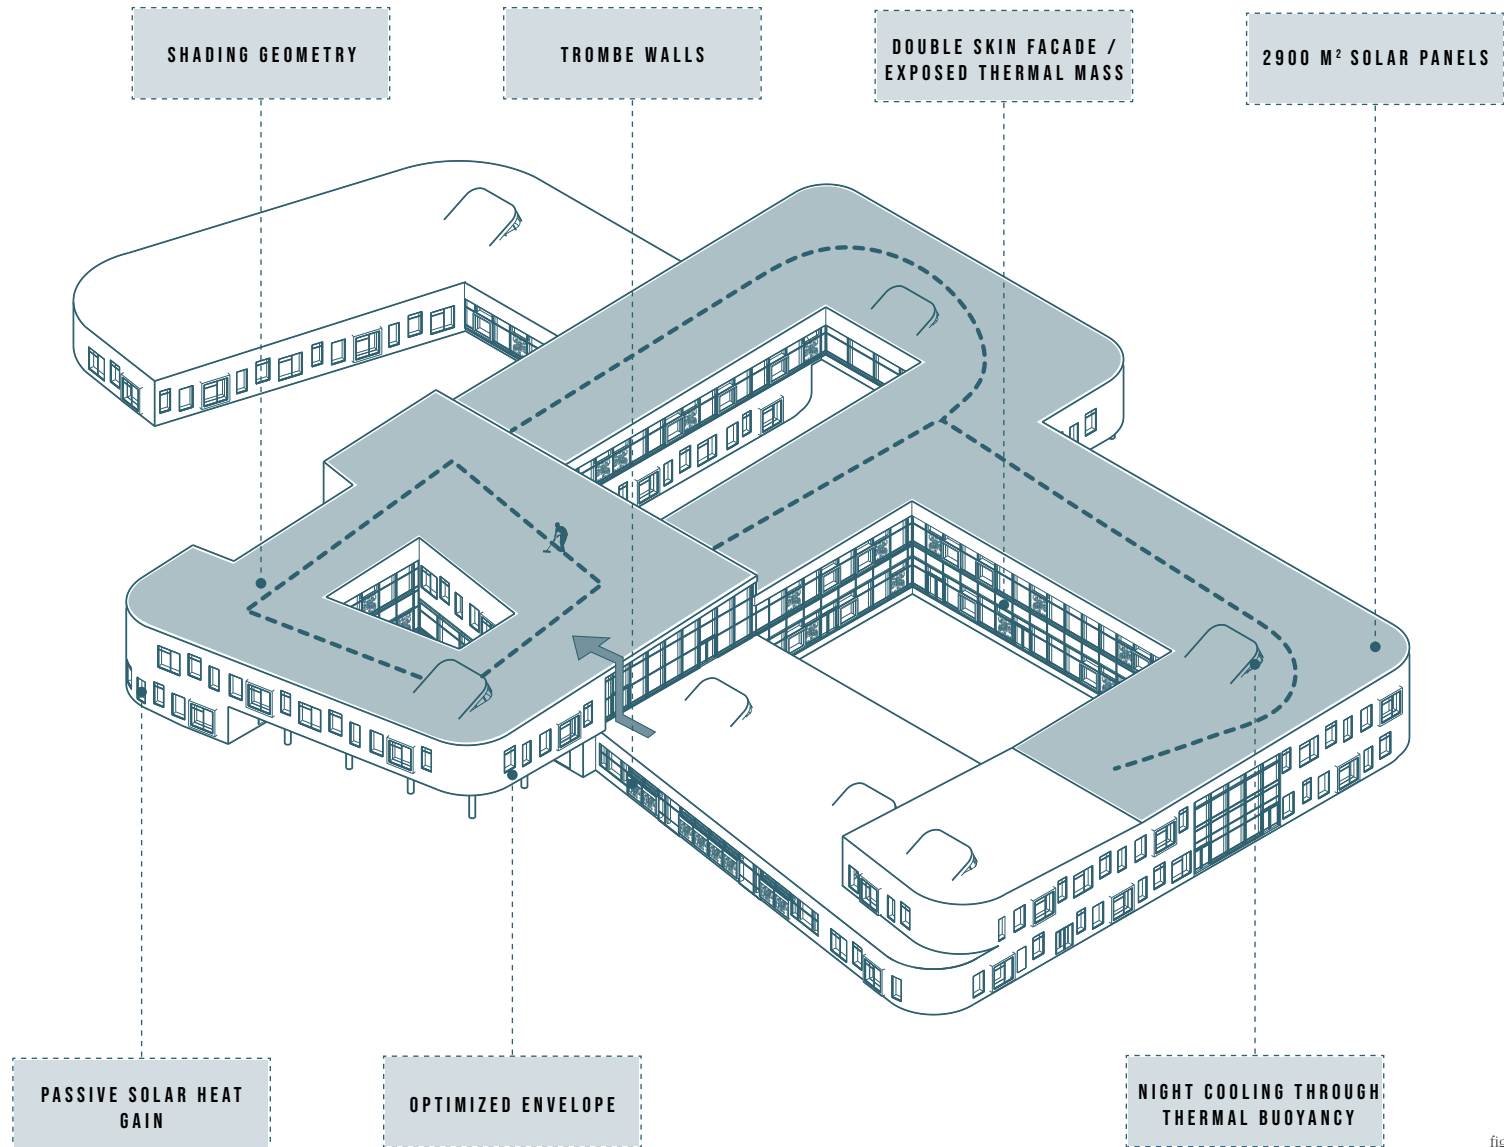 SHADING GEOMETRY
TROMBE WALLS
DOUBLE SKIN FACADE /
EXPOSED THERMAL MASS
2900 M² SOLAR PANELS
PASSIVE SOLAR HEAT
GAIN
OPTIMIZED ENVELOPE
NIGHT COOLING THROUGH
THERMAL BUOYANCY
fig